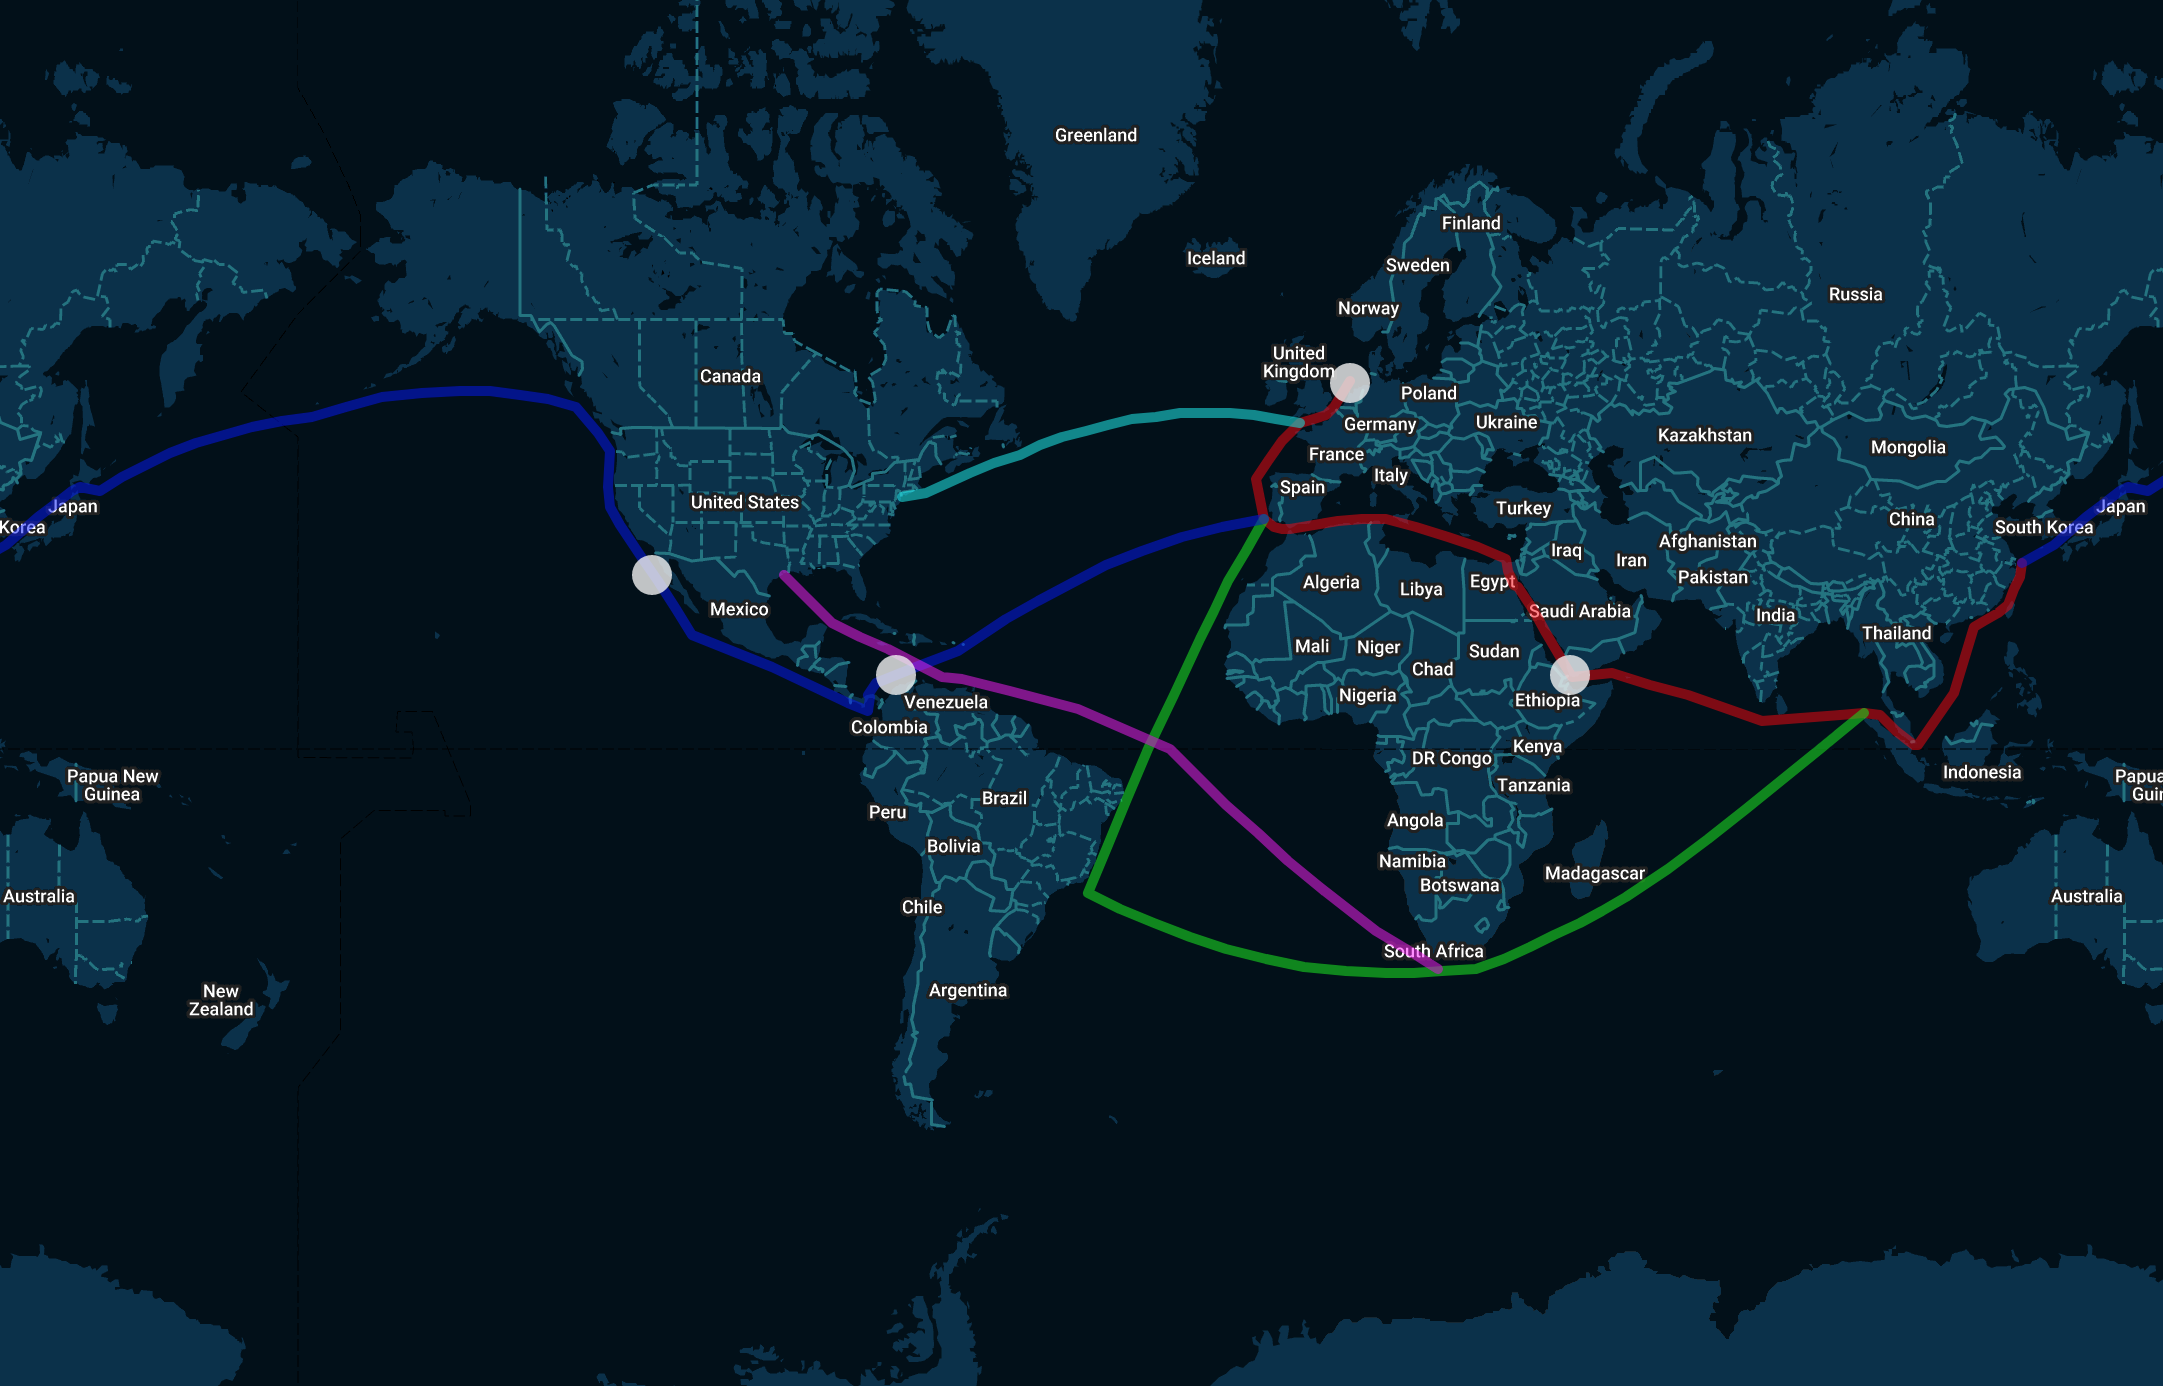 Greenland
Finland
Iceland
Sweden
Norway
Russia
United
Kingdom
Canada
Poland
Germany
Ukraine
Kazakhstan
Mongolia
France
Italy
Spain
United States
Turkey
Japan
Korea
China
South Korea
Japan
Afghanistan
Iraq
Iran
Pakistan
Algeria
Libya
Egypt
Mexico
Saudi Arabia
India
Thailand
Mali
Niger
Sudan
Chad
Nigeria
Ethiopia
Venezuela
Colombia
Kenya
DR Congo
Indonesia
Papua New
Guinea
Papua
Guin
Tanzania
Brazil
Peru
Angola
Bolivia
Namibia
Madagascar
Botswana
Australia
Australia
Chile
South Africa
Argentina
New
Zealand